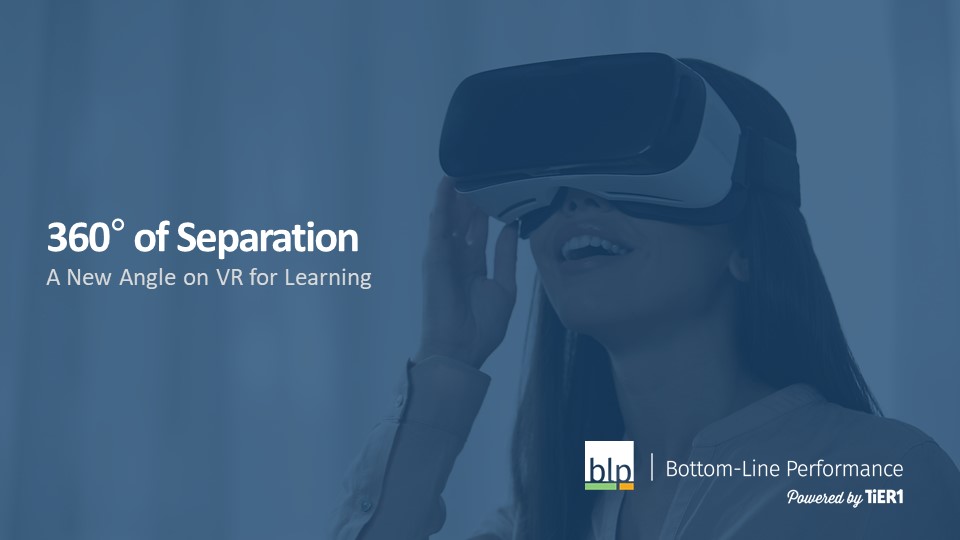 360° of Separation
A New Angle on VR for Learning
blp | Bottom-Line Performance
Powered by TiER1